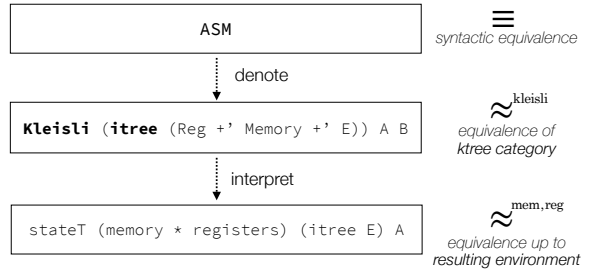 ASM
≡
syntactic equivalence
denote
Kleisli (itree (Reg +' Memory +' E)) A B
≈kleisli
equivalence of
ktree category
interpret
stateT (memory * registers) (itree E) A
≈mem,reg
equivalence up to
resulting environment